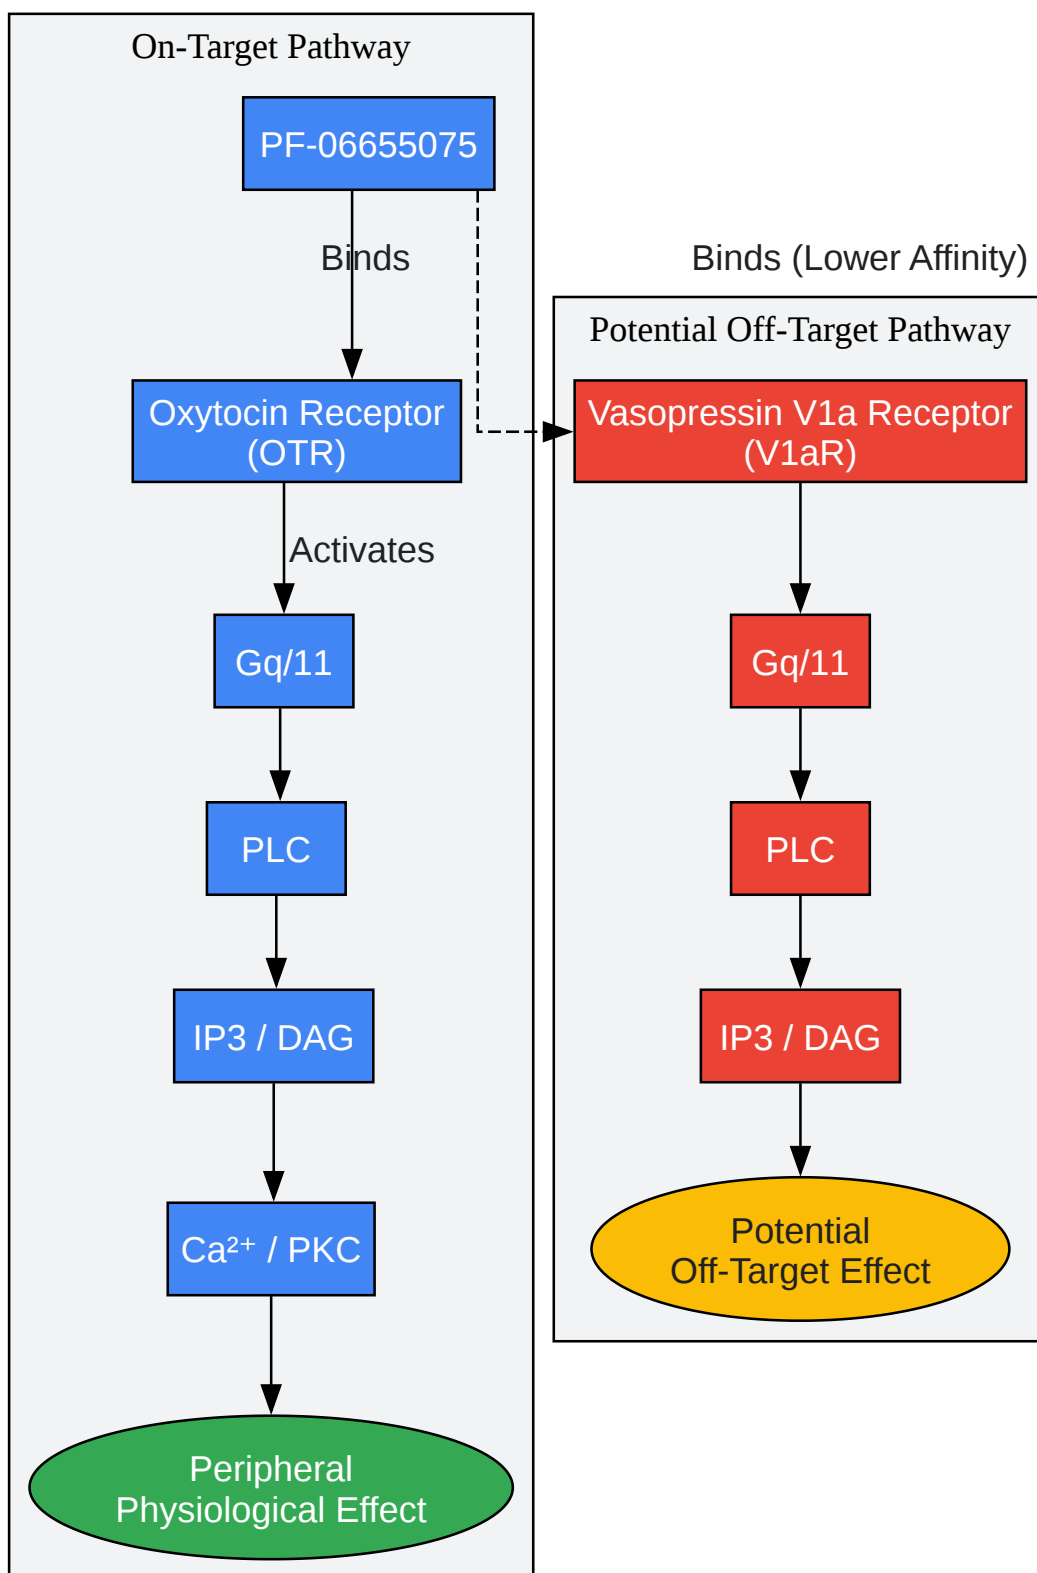 On-Target Pathway
PF-06655075
Binds
Oxytocin Receptor
(OTR)
Activates
Gq/11
PLC
IP3 / DAG
Ca²⁺ / PKC
Peripheral
Physiological Effect
Binds (Lower Affinity)
Potential Off-Target Pathway
Vasopressin V1a Receptor
(V1aR)
Gq/11
PLC
IP3 / DAG
Potential
Off-Target Effect